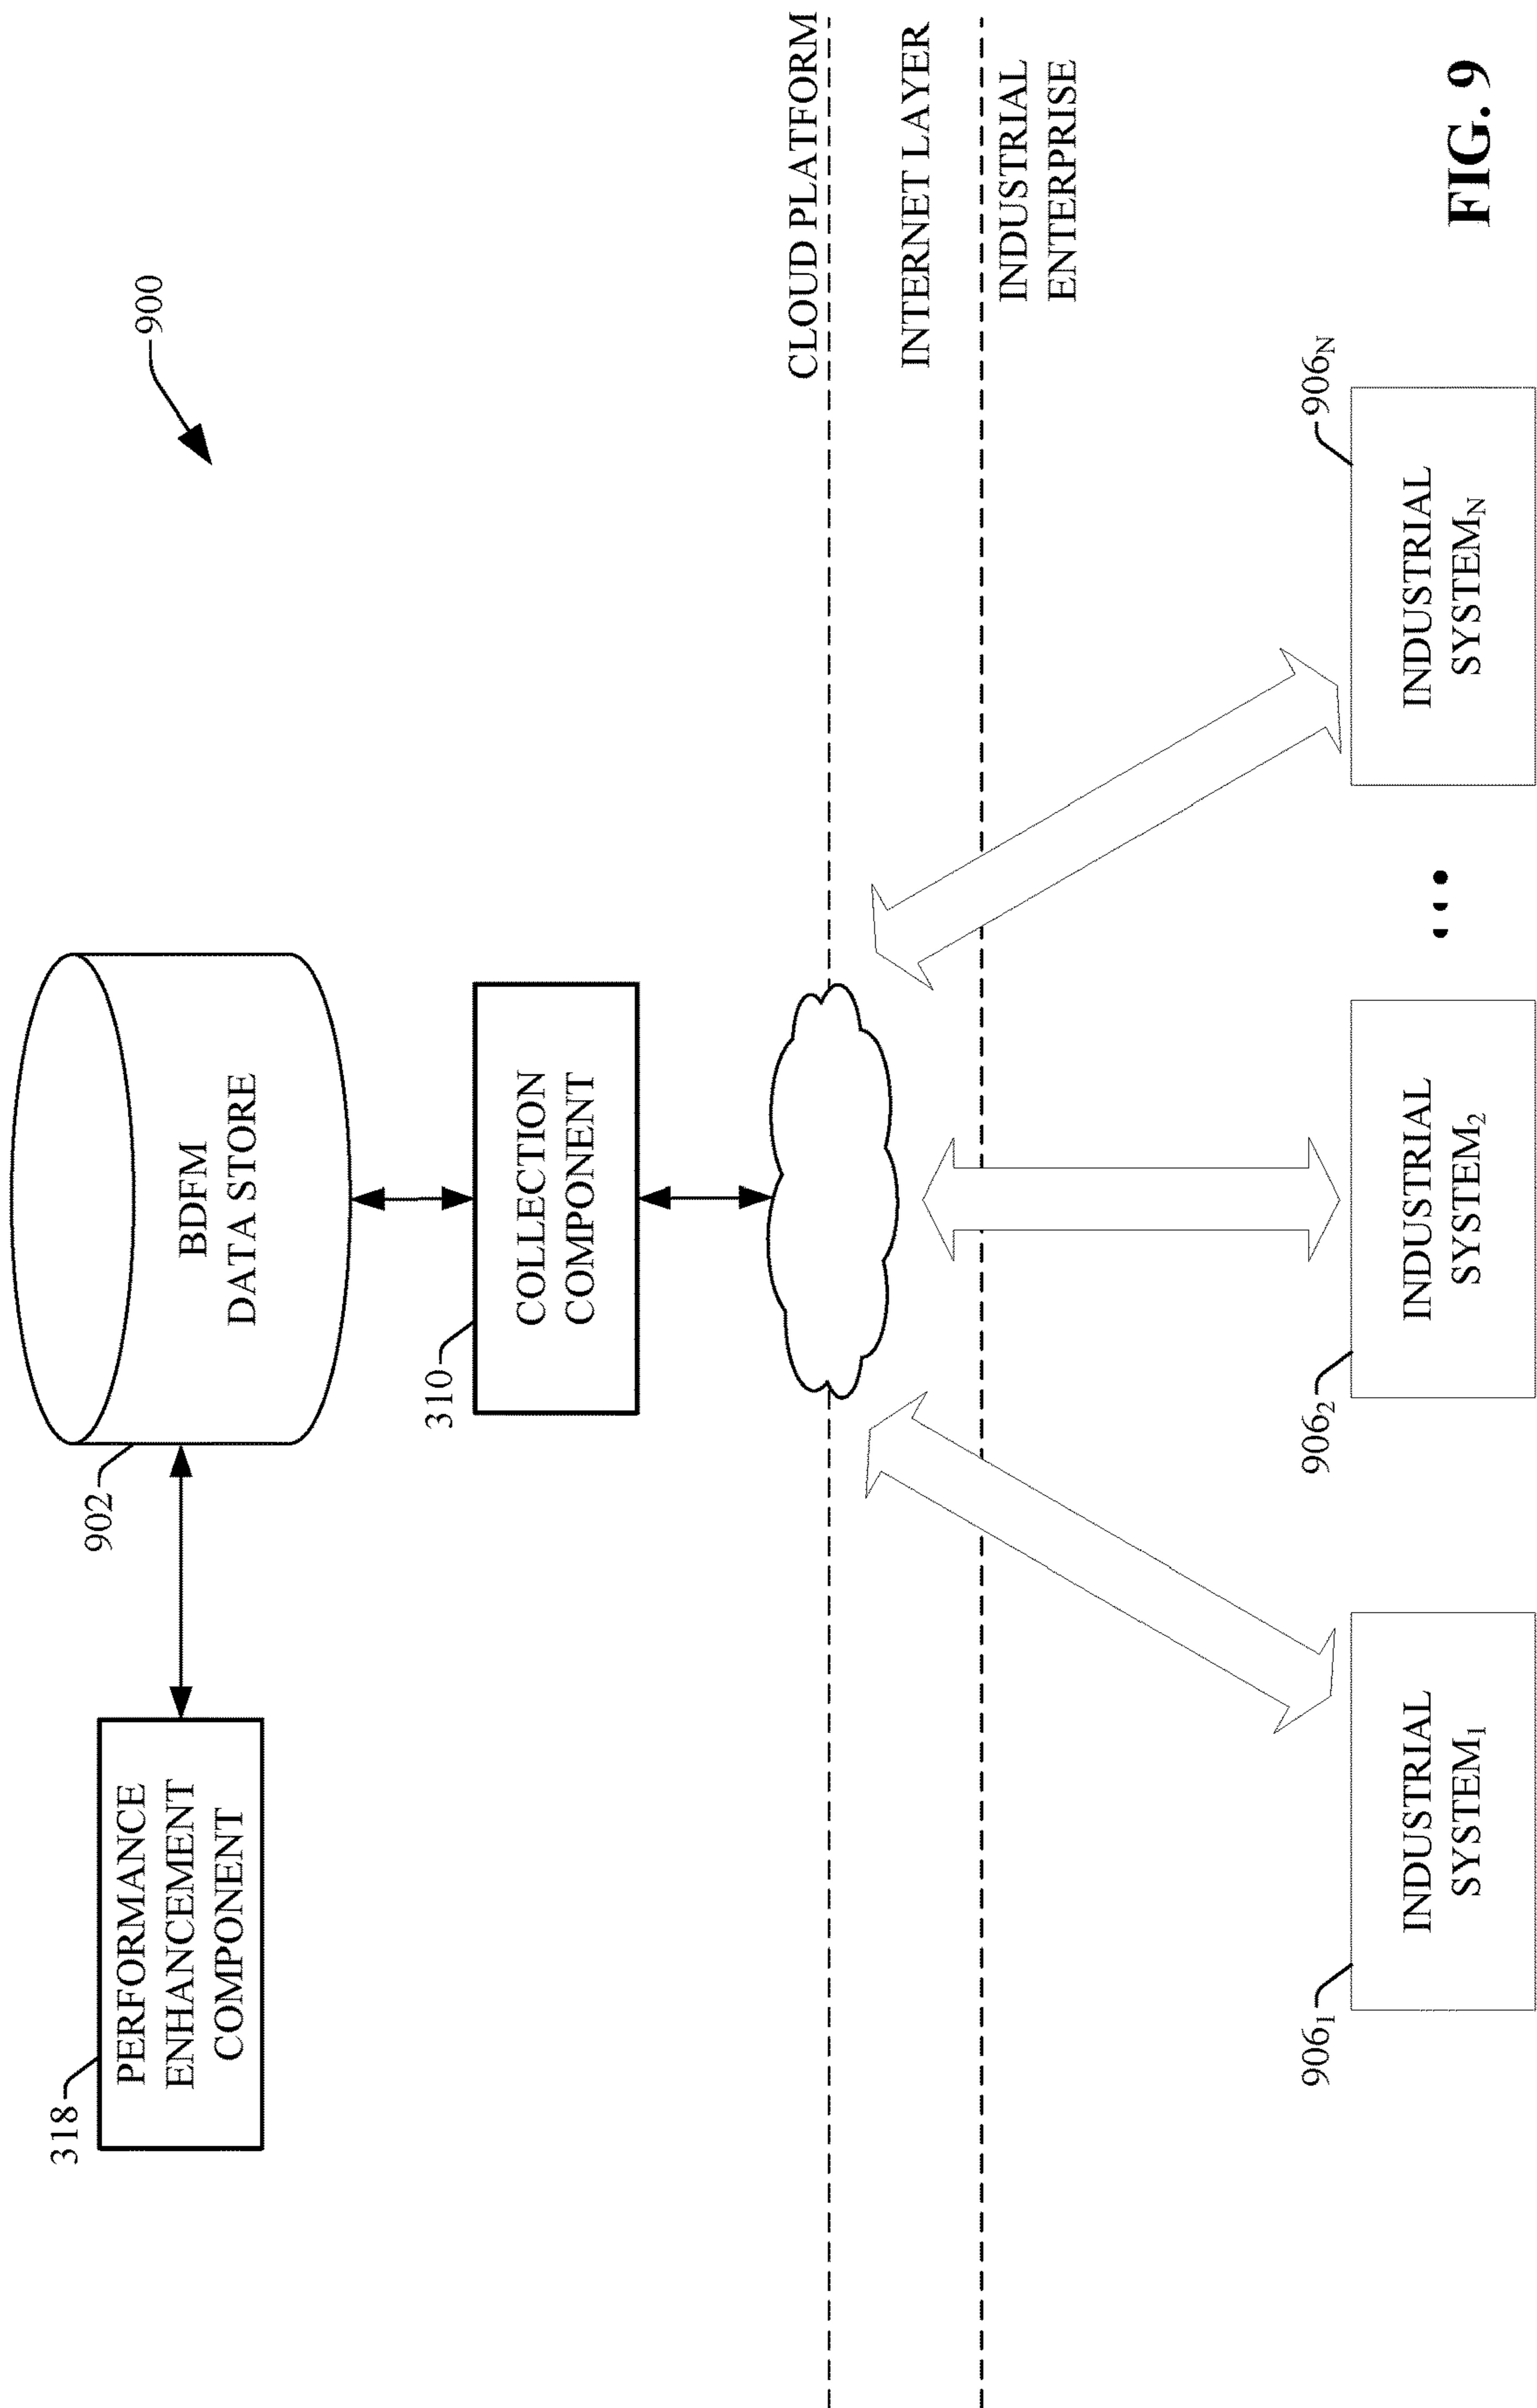 900
318
PERFORMANCE
ENHANCEMENT
COMPONENT
902
BDFM
DATA STORE
310
COLLECTION
COMPONENT
CLOUD PLATFORM
INTERNET LAYER
INDUSTRIAL
ENTERPRISE
906₁
INDUSTRIAL
SYSTEM₁
906₂
INDUSTRIAL
SYSTEM₂
...
906N
INDUSTRIAL
SYSTEMN
FIG. 9